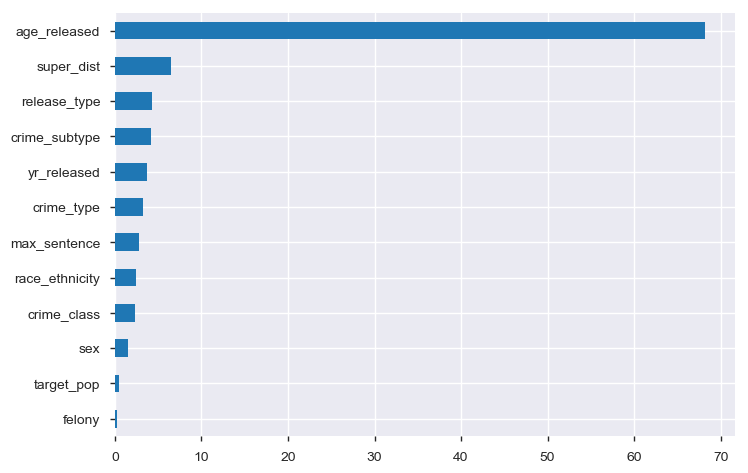 age_released
super_dist
release_type
crime_subtype
yr_released
crime_type
max_sentence
race_ethnicity
crime_class
sex
target_pop
felony
0 10 20 30 40 50 60 70